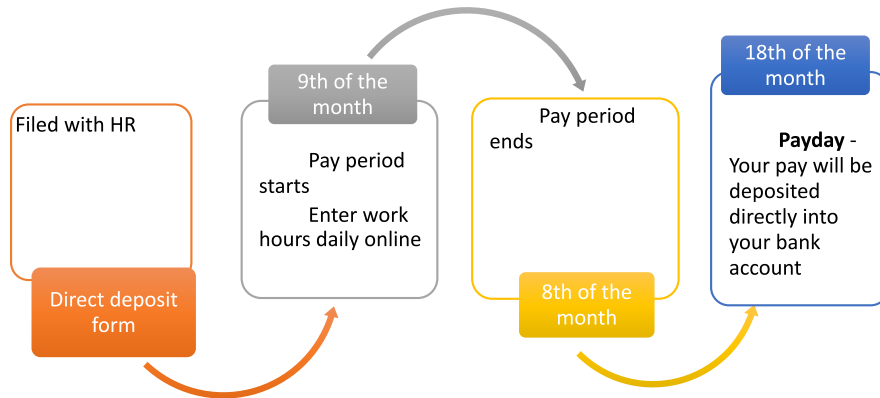 Filed with HR
Direct deposit
form
9th of the
month
Pay period
starts
Enter work
hours daily online
Pay period
ends
8th of the
month
18th of the
month
Payday -
Your pay will be
deposited
directly into
your bank
account